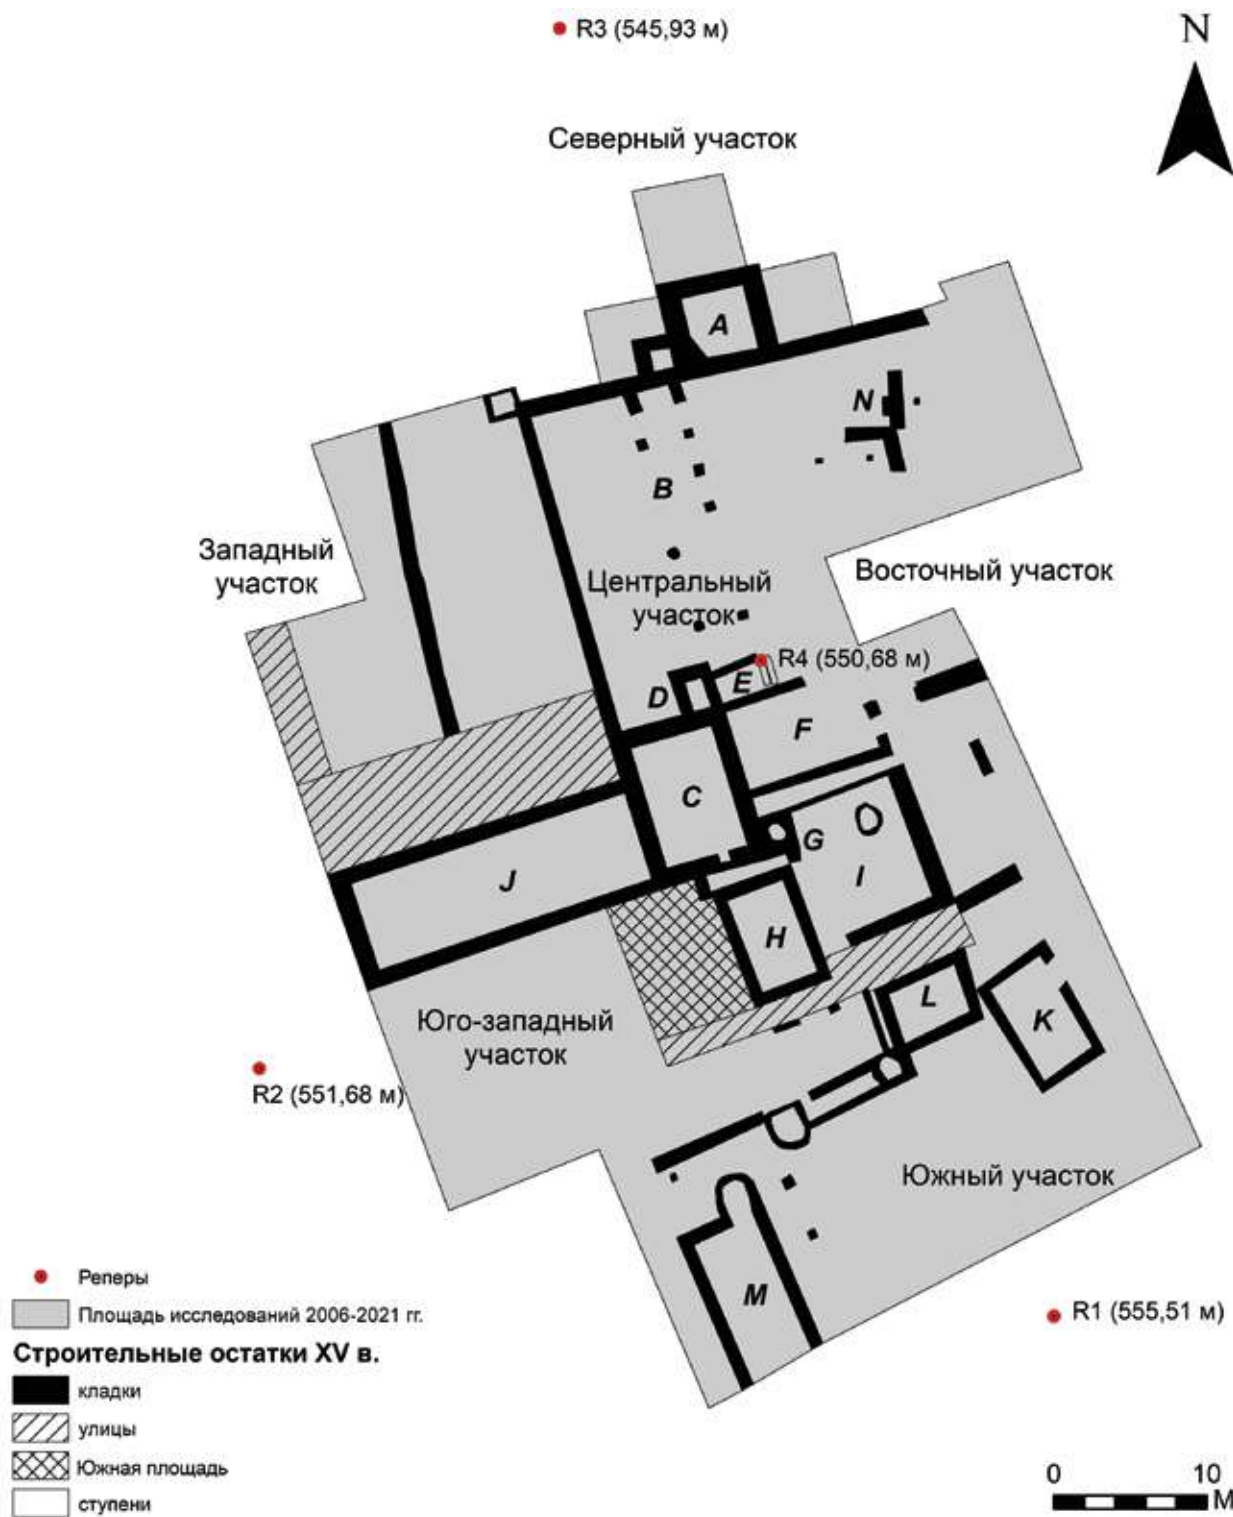 R3 (545,93 м)
N
Северный участок
A
N
B
Западный
участок
Центральный
участок
Восточный участок
R4 (550,68 м)
D
E
F
C
G
J
I
H
L
K
Юго-западный
участок
R2 (551,68 м)
Южный участок
M
R1 (555,51 м)
Реперы
Площадь исследований 2006-2021 гг.
Строительные остатки XV в.
кладки
улицы
Южная площадь
ступени
0 10
М